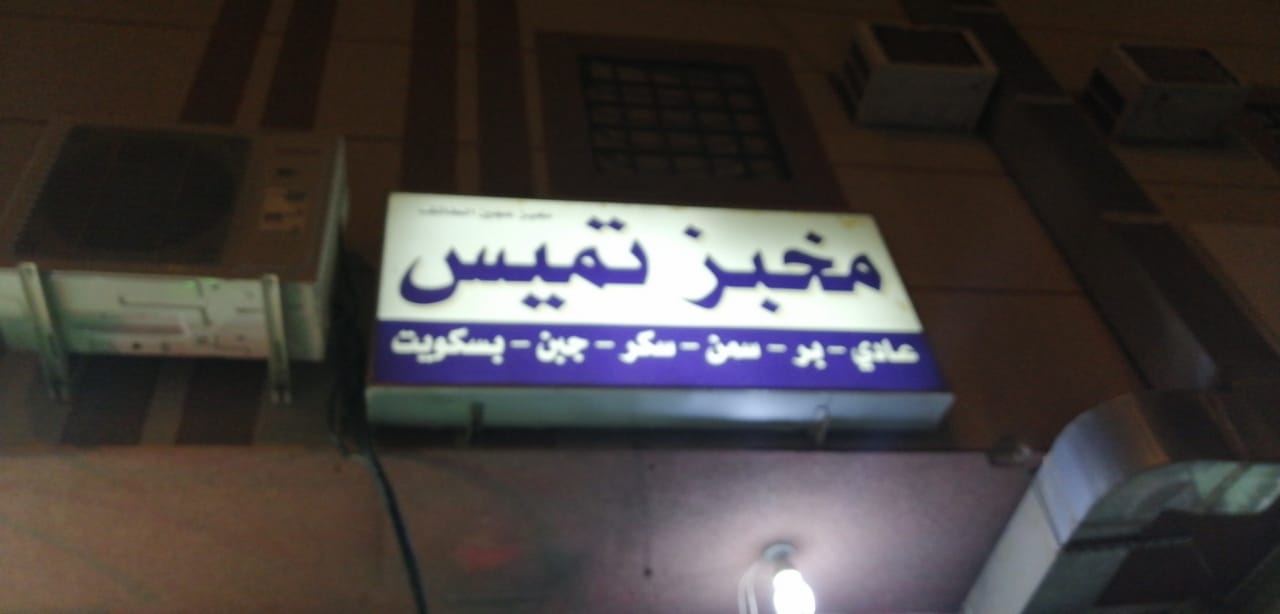 مخبز تميس
عادي - بر - سمن - سكر - جبن - بسكويت